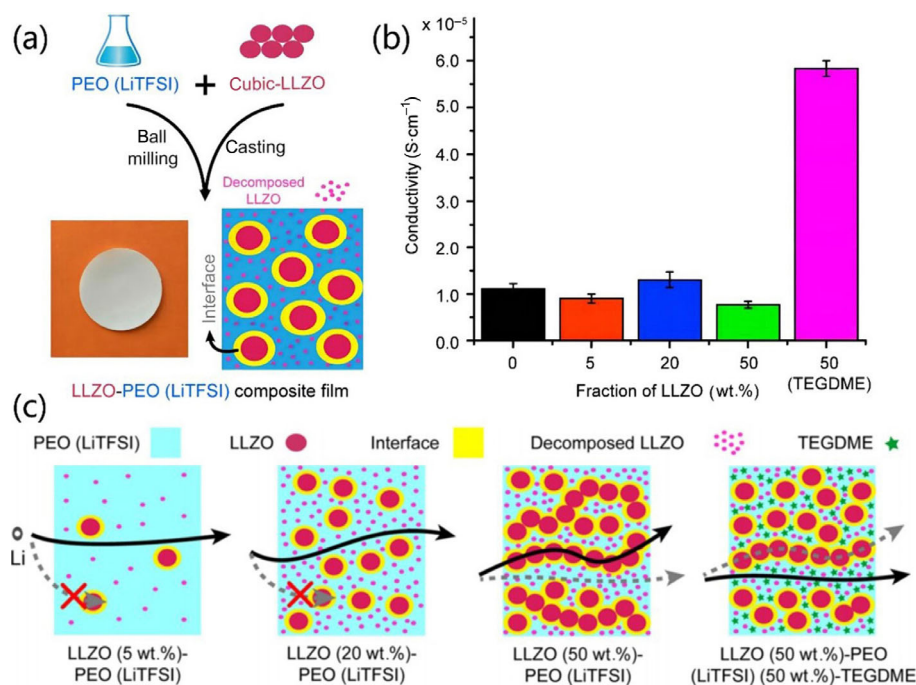 (a)
PEO (LiTFSI) + Cubic-LLZO
Ball
milling
Casting
Decomposed
LLZO
Interface
LLZO-PEO (LiTFSI) composite film
(b)
× 10⁻⁵
Conductivity (S·cm⁻¹)
6.0
5.0
4.0
3.0
2.0
1.0
0.0
0 5 20 50 50
(TEGDME)
Fraction of LLZO (wt.%)
(c)
PEO (LiTFSI) LLZO Interface Decomposed LLZO TEGDME
Li
LLZO (5 wt.%)-
PEO (LiTFSI)
LLZO (20 wt.%)-
PEO (LiTFSI)
LLZO (50 wt.%)-
PEO (LiTFSI)
LLZO (50 wt.%)-PEO
(LiTFSI) (50 wt.%)-TEGDME